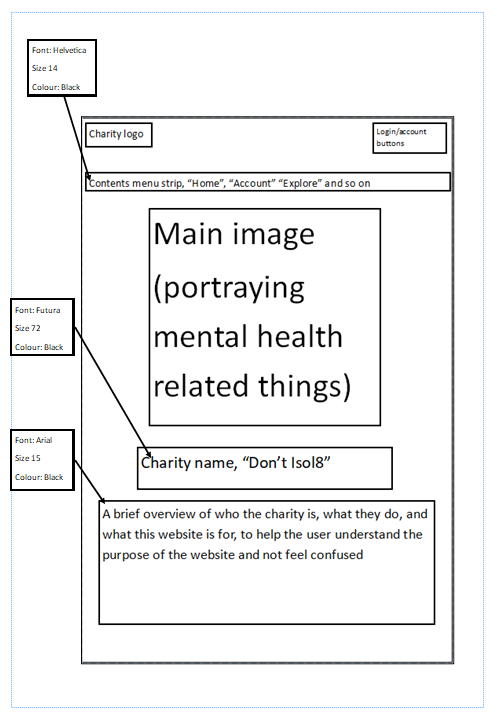 Font: Helvetica
Size 14
Colour: Black
Charity logo
Login/account
buttons
Contents menu strip, “Home”, “Account” “Explore” and so on
Main image
(portraying
mental health
related things)
Font: Futura
Size 72
Colour: Black
Charity name, “Don’t Isol8”
Font: Arial
Size 15
Colour: Black
A brief overview of who the charity is, what they do, and
what this website is for, to help the user understand the
purpose of the website and not feel confused